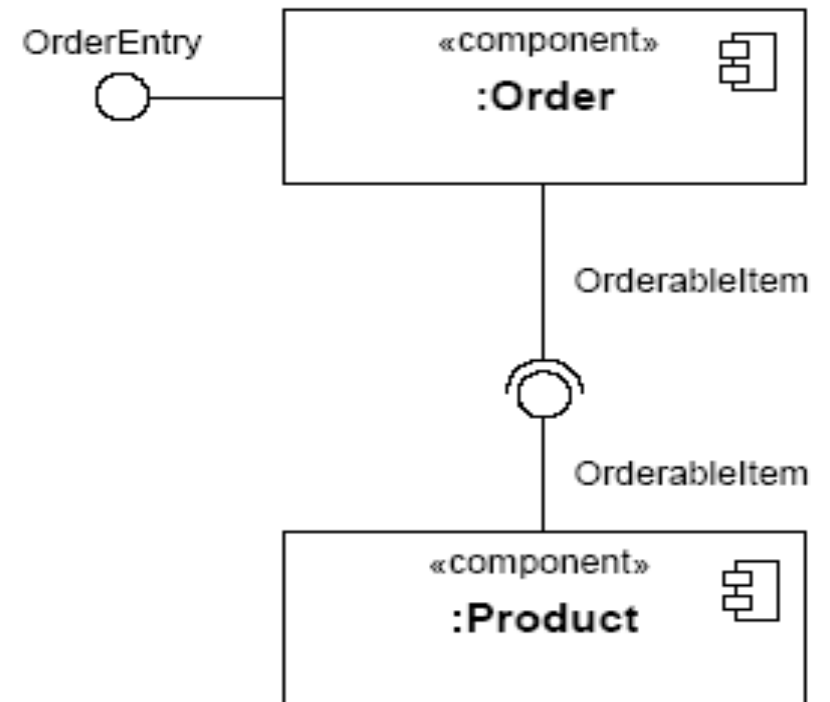 OrderEntry
«component»
:Order
OrderableItem
OrderableItem
«component»
:Product